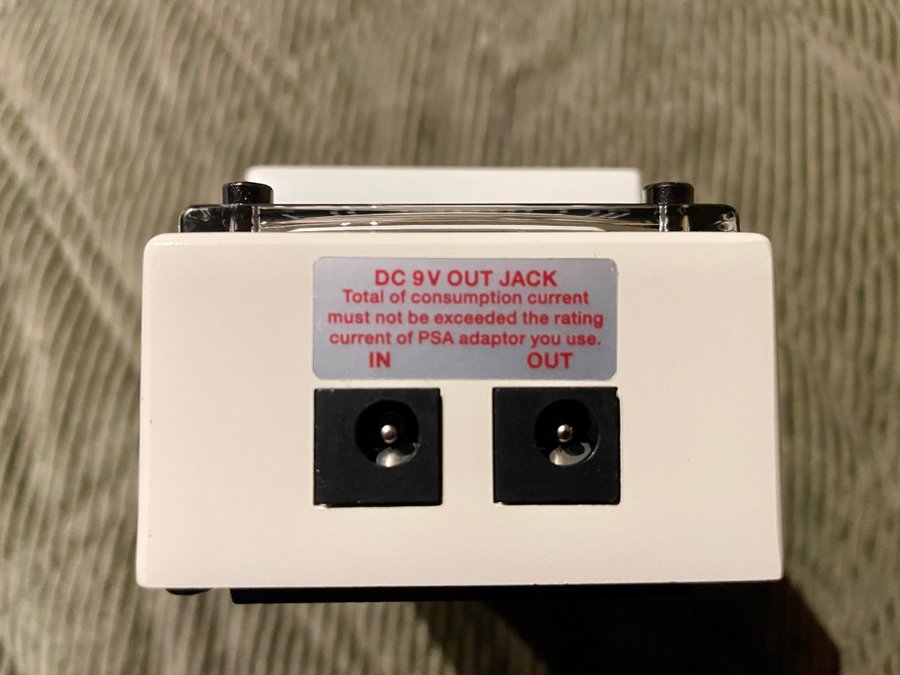 DC 9V OUT JACK
Total of consumption current
must not be exceeded the rating
current of PSA adaptor you use.
IN OUT